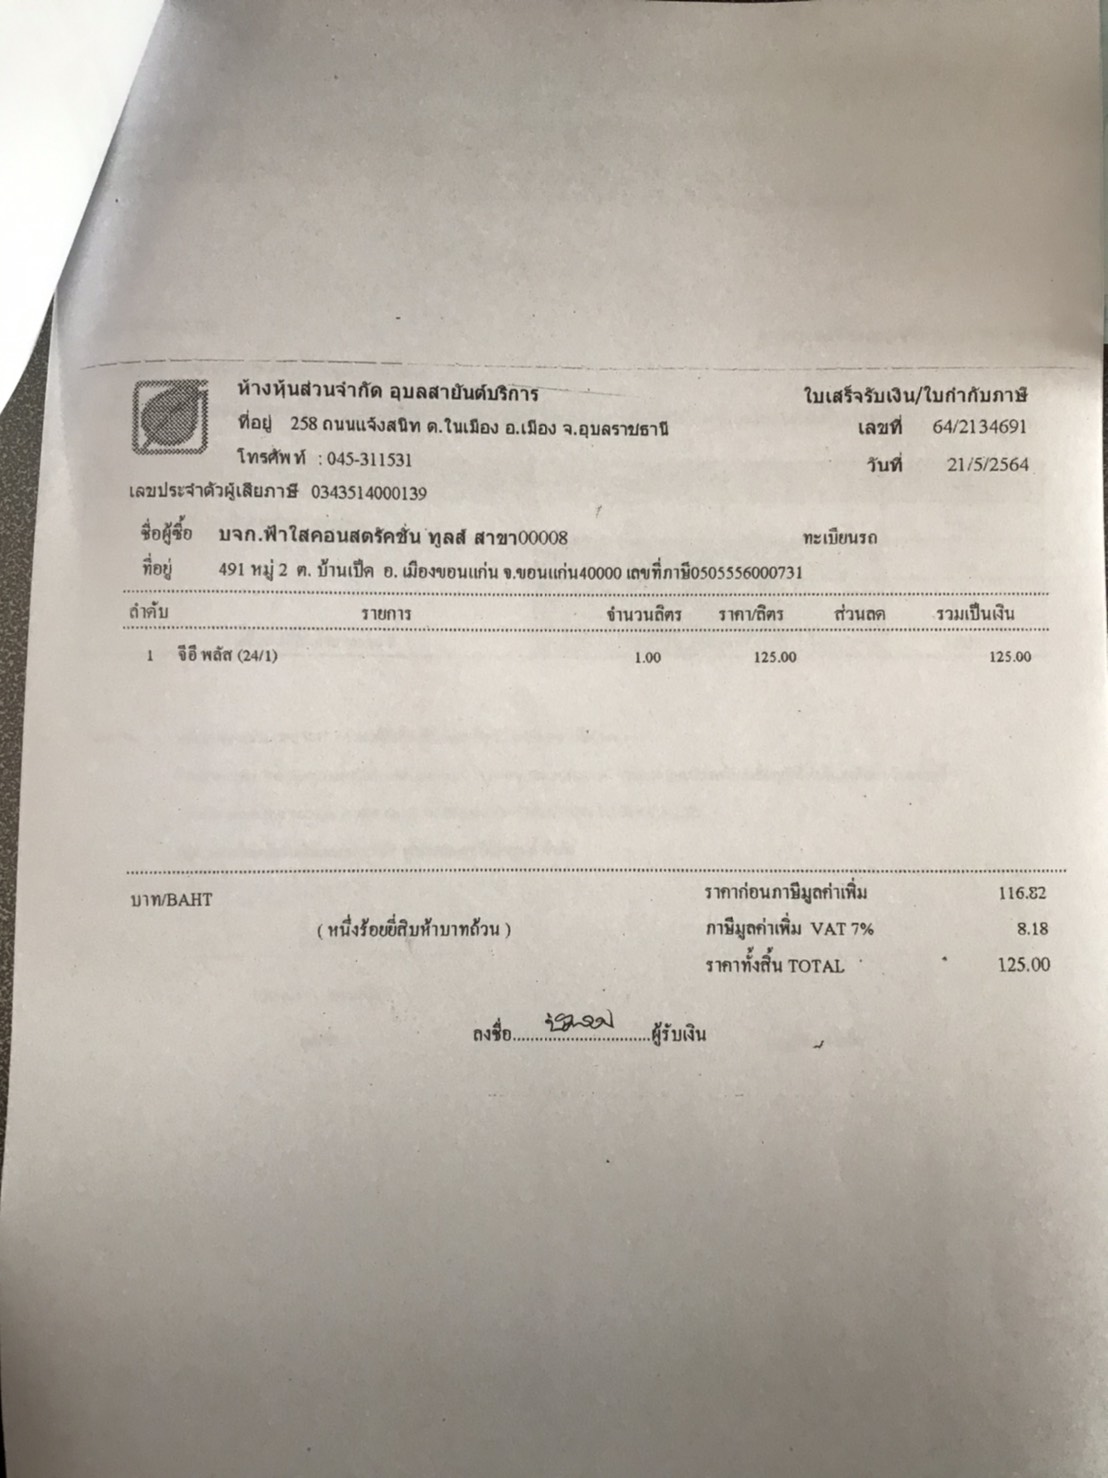 ห้างหุ้นส่วนจำกัด อุบลสายันต์บริการ
ใบเสร็จรับเงิน/ใบกำกับภาษี
ที่อยู่ 258 ถนนแจ้งสนิท ต.ในเมือง อ.เมือง จ.อุบลราชธานี
เลขที่ 64/2134691
โทรศัพท์ : 045-311531
วันที่ 21/5/2564
เลขประจำตัวผู้เสียภาษี 0343514000139
ชื่อผู้ซื้อ บจก.ฟ้าใสคอนสตรัคชั่น ทูลส์ สาขา00008 ทะเบียนรถ
ที่อยู่ 491 หมู่ 2 ต. บ้านเป็ด อ. เมืองขอนแก่น จ.ขอนแก่น40000 เลขที่ภาษี0505556000731
ลำดับ รายการ จำนวนลิตร ราคา/ลิตร ส่วนลด รวมเป็นเงิน
1 จีอี พลัส (24/1) 1.00 125.00 125.00
บาท/BAHT ราคาก่อนภาษีมูลค่าเพิ่ม 116.82
( หนึ่งร้อยยี่สิบห้าบาทถ้วน ) ภาษีมูลค่าเพิ่ม VAT 7% 8.18
ราคาทั้งสิ้น TOTAL 125.00
ลงชื่อ....................ผู้รับเงิน